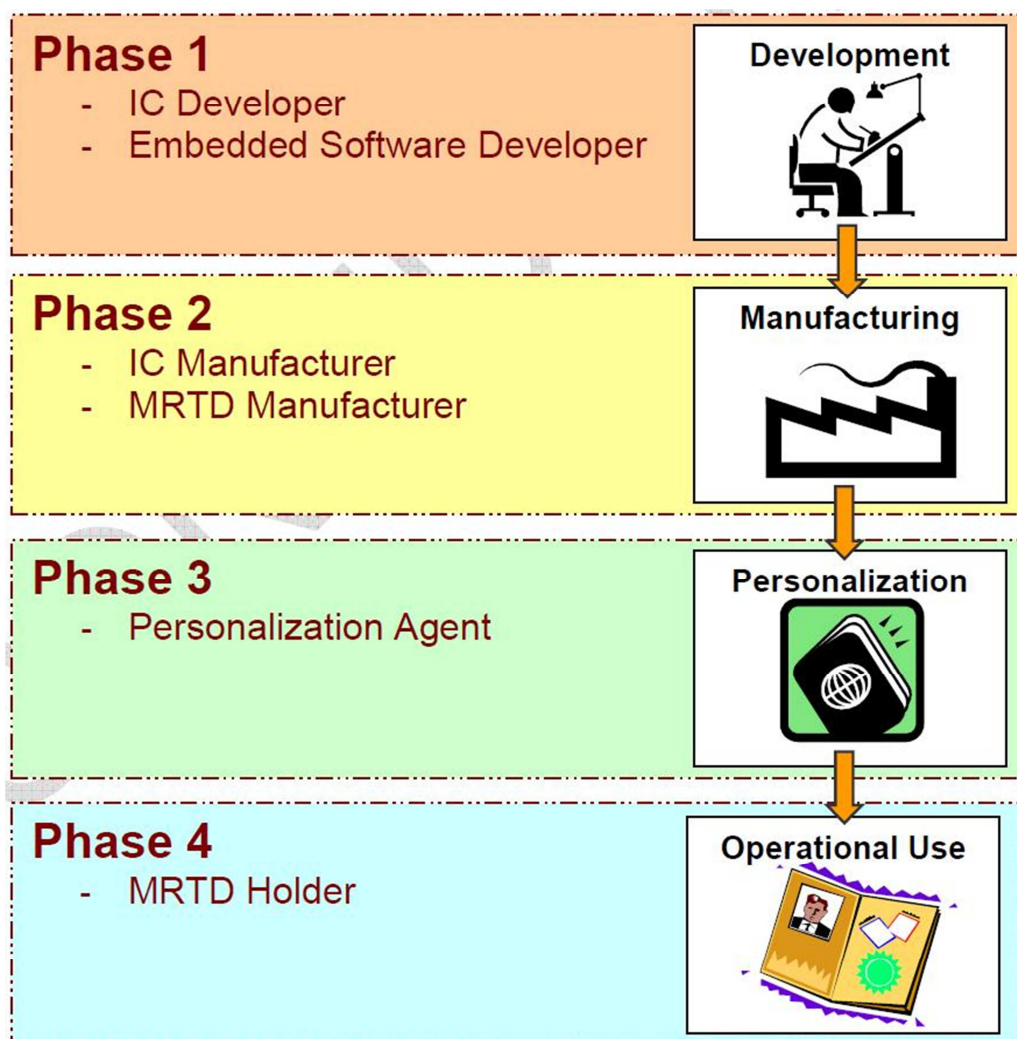 Phase 1
- IC Developer
- Embedded Software Developer
Development
Phase 2
- IC Manufacturer
- MRTD Manufacturer
Manufacturing
Phase 3
- Personalization Agent
Personalization
Phase 4
- MRTD Holder
Operational Use